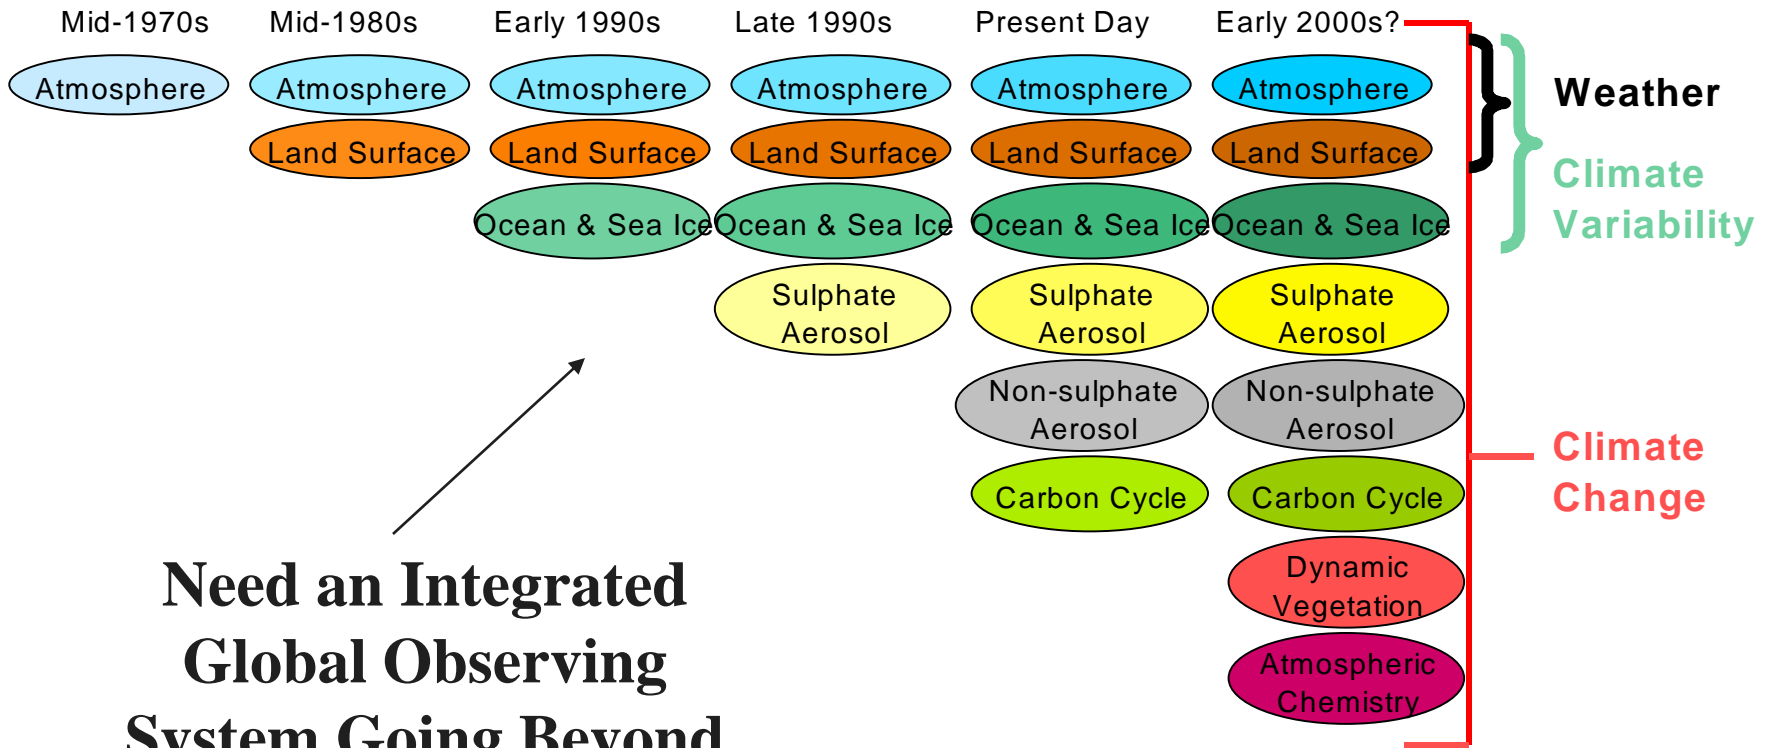 Mid-1970s Mid-1980s Early 1990s Late 1990s Present Day Early 2000s?
Atmosphere Atmosphere Atmosphere Atmosphere Atmosphere Atmosphere
Weather
Land Surface Land Surface Land Surface Land Surface Land Surface
Climate
Variability
Ocean & Sea Ice Ocean & Sea Ice Ocean & Sea Ice Ocean & Sea Ice
Sulphate Sulphate Sulphate
Aerosol Aerosol Aerosol
Non-sulphate Non-sulphate
Aerosol Aerosol
Climate
Change
Carbon Cycle Carbon Cycle
Dynamic
Vegetation
Atmospheric
Chemistry
Need an Integrated
Global Observing
System Going Beyond